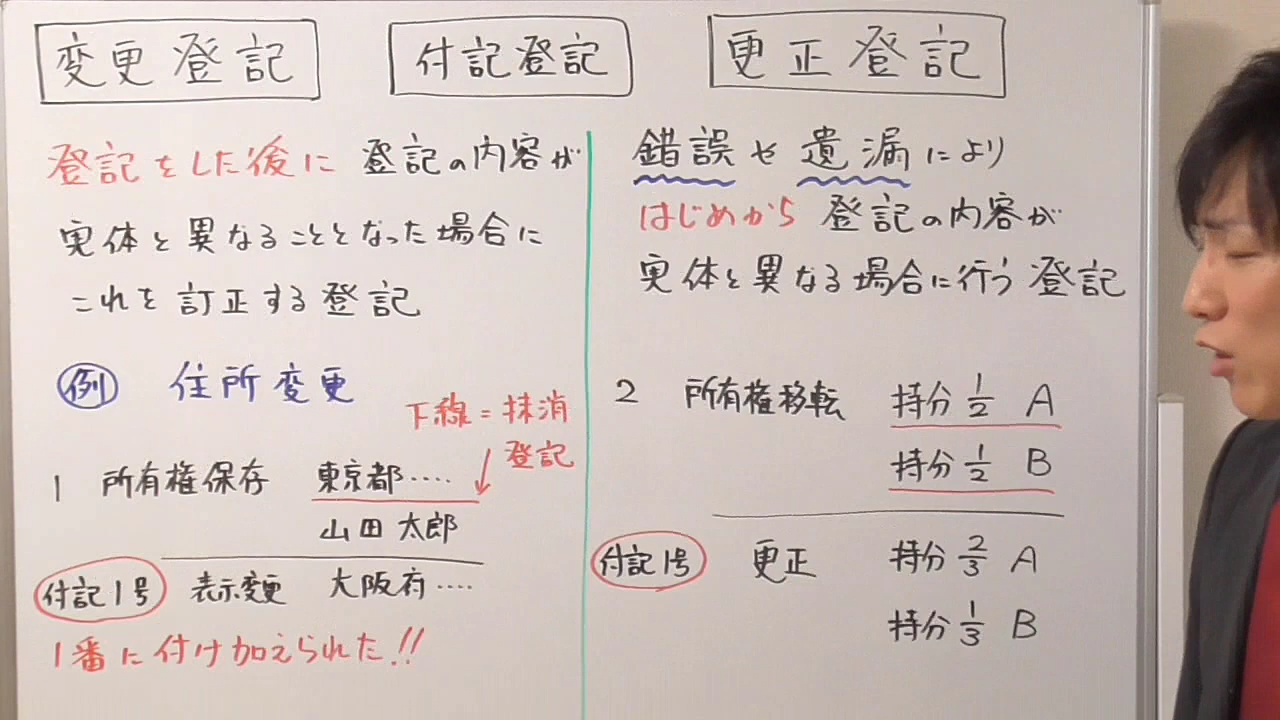 変更登記
付記登記
更正登記
登記をした後に 登記の内容が
実体と異なることとなった場合に
これを訂正する登記
例 住所変更
下線=抹消
登記
1 所有権保存 東京都‥‥
山田太郎
付記1号 表示変更 大阪府‥‥
1番に付け加えられた!!
錯誤や遺漏により
はじめから 登記の内容が
実体と異なる場合に行う登記
2 所有権移転 持分1/2 A
持分1/2 B
付記1号 更正 持分2/3 A
持分1/3 B